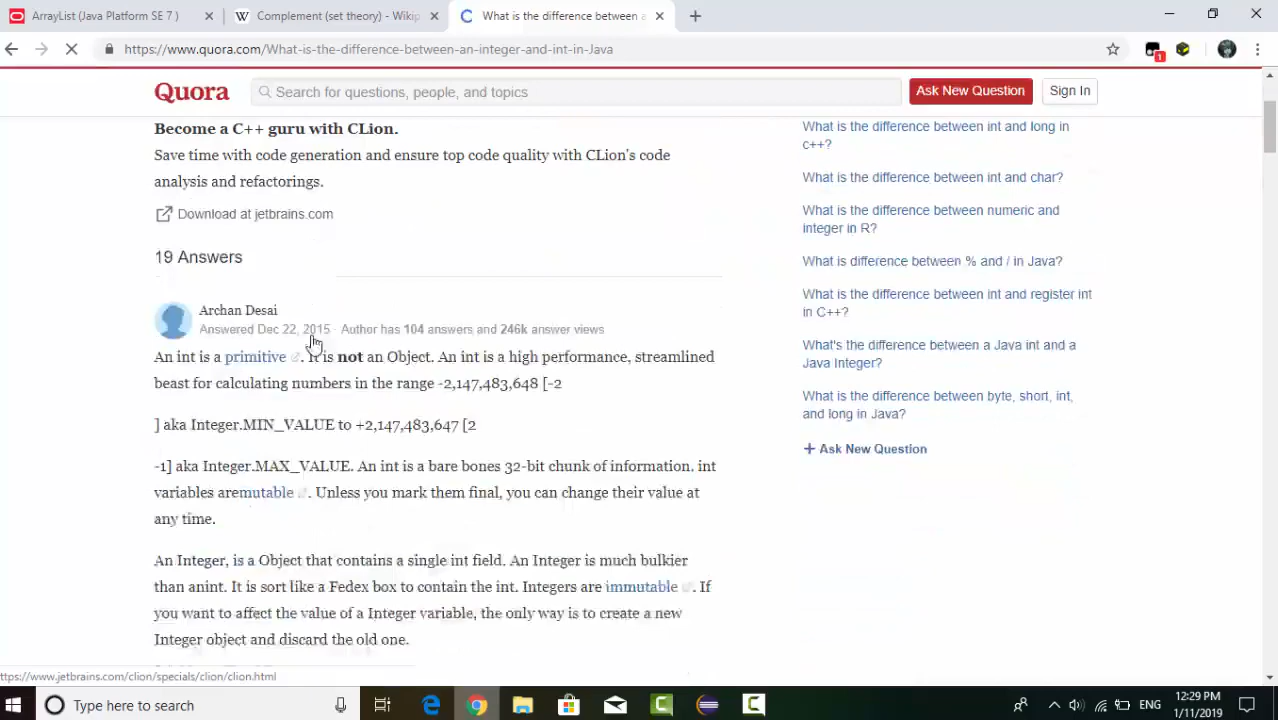 ArrayList (Java Platform SE 7 )
Complement (set theory) - Wikip
What is the difference between a
https://www.quora.com/What-is-the-difference-between-an-integer-and-int-in-Java
1
Quora
Search for questions, people, and topics
Ask New Question
Sign In
Become a C++ guru with CLion.
Save time with code generation and ensure top code quality with CLion's code
analysis and refactorings.
Download at jetbrains.com
19 Answers
Archan Desai
Answered Dec 22, 2015 · Author has 104 answers and 246k answer views
An int is a primitive . It is not an Object. An int is a high performance, streamlined
beast for calculating numbers in the range -2,147,483,648 [-2
] aka Integer.MIN_VALUE to +2,147,483,647 [2
-1] aka Integer.MAX_VALUE. An int is a bare bones 32-bit chunk of information. int
variables aremutable . Unless you mark them final, you can change their value at
any time.
An Integer, is a Object that contains a single int field. An Integer is much bulkier
than anint. It is sort like a Fedex box to contain the int. Integers are immutable . If
you want to affect the value of a Integer variable, the only way is to create a new
Integer object and discard the old one.
What is the difference between int and long in
c++?
What is the difference between int and char?
What is the difference between numeric and
integer in R?
What is difference between % and / in Java?
What is the difference between int and register int
in C++?
What's the difference between a Java int and a
Java Integer?
What is the difference between byte, short, int,
and long in Java?
+ Ask New Question
ttps://www.jetbrains.com/clion/specials/clion/clion.html
Type here to search
ENG
12:29 PM
1/11/2019